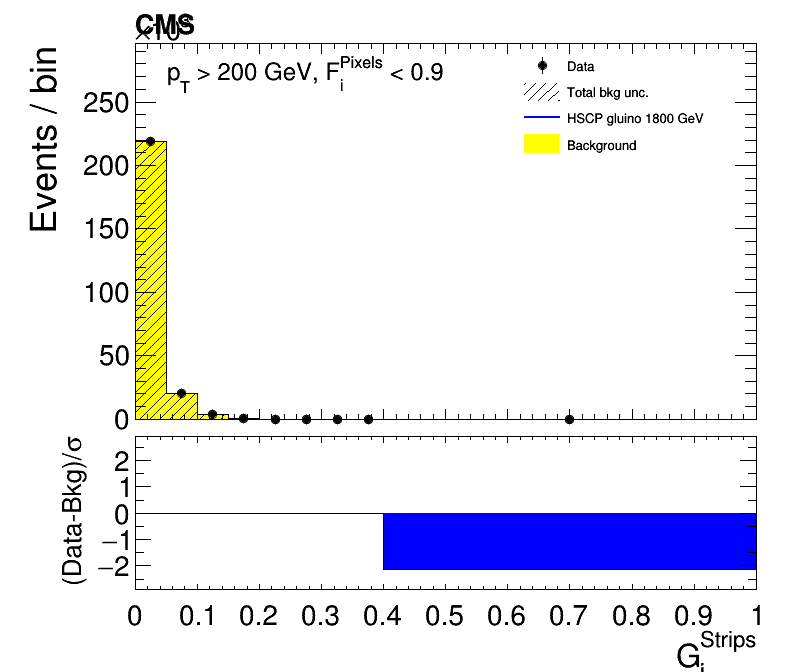 CMS
p_T > 200 GeV, F_i^Pixels < 0.9
Data
Total bkg unc.
HSCP gluino 1800 GeV
Background
Events / bin
250
200
150
100
50
0
(Data-Bkg)/σ
2
1
0
−1
−2
0 0.1 0.2 0.3 0.4 0.5 0.6 0.7 0.8 0.9 1
G_i^Strips